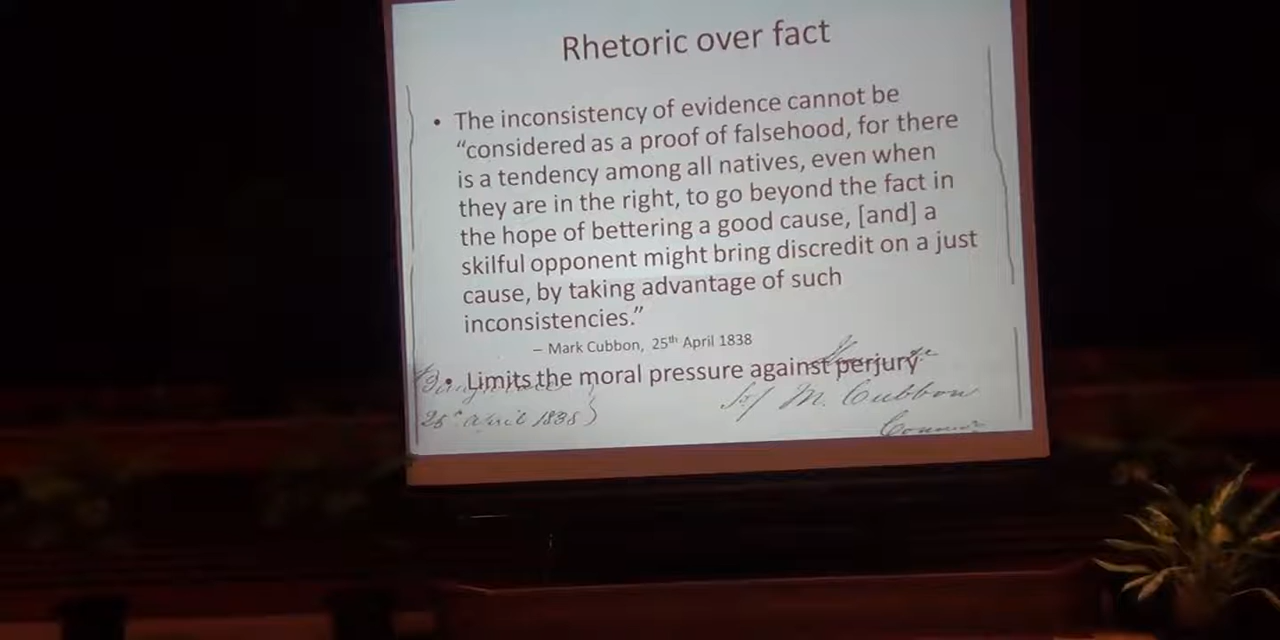 Rhetoric over fact
• The inconsistency of evidence cannot be
“considered as a proof of falsehood, for there
is a tendency among all natives, even when
they are in the right, to go beyond the fact in
the hope of bettering a good cause, [and] a
skilful opponent might bring discredit on a just
cause, by taking advantage of such
inconsistencies.”
– Mark Cubbon, 25th April 1838
• Limits the moral pressure against perjury
M. Cubbon
25 April 1838